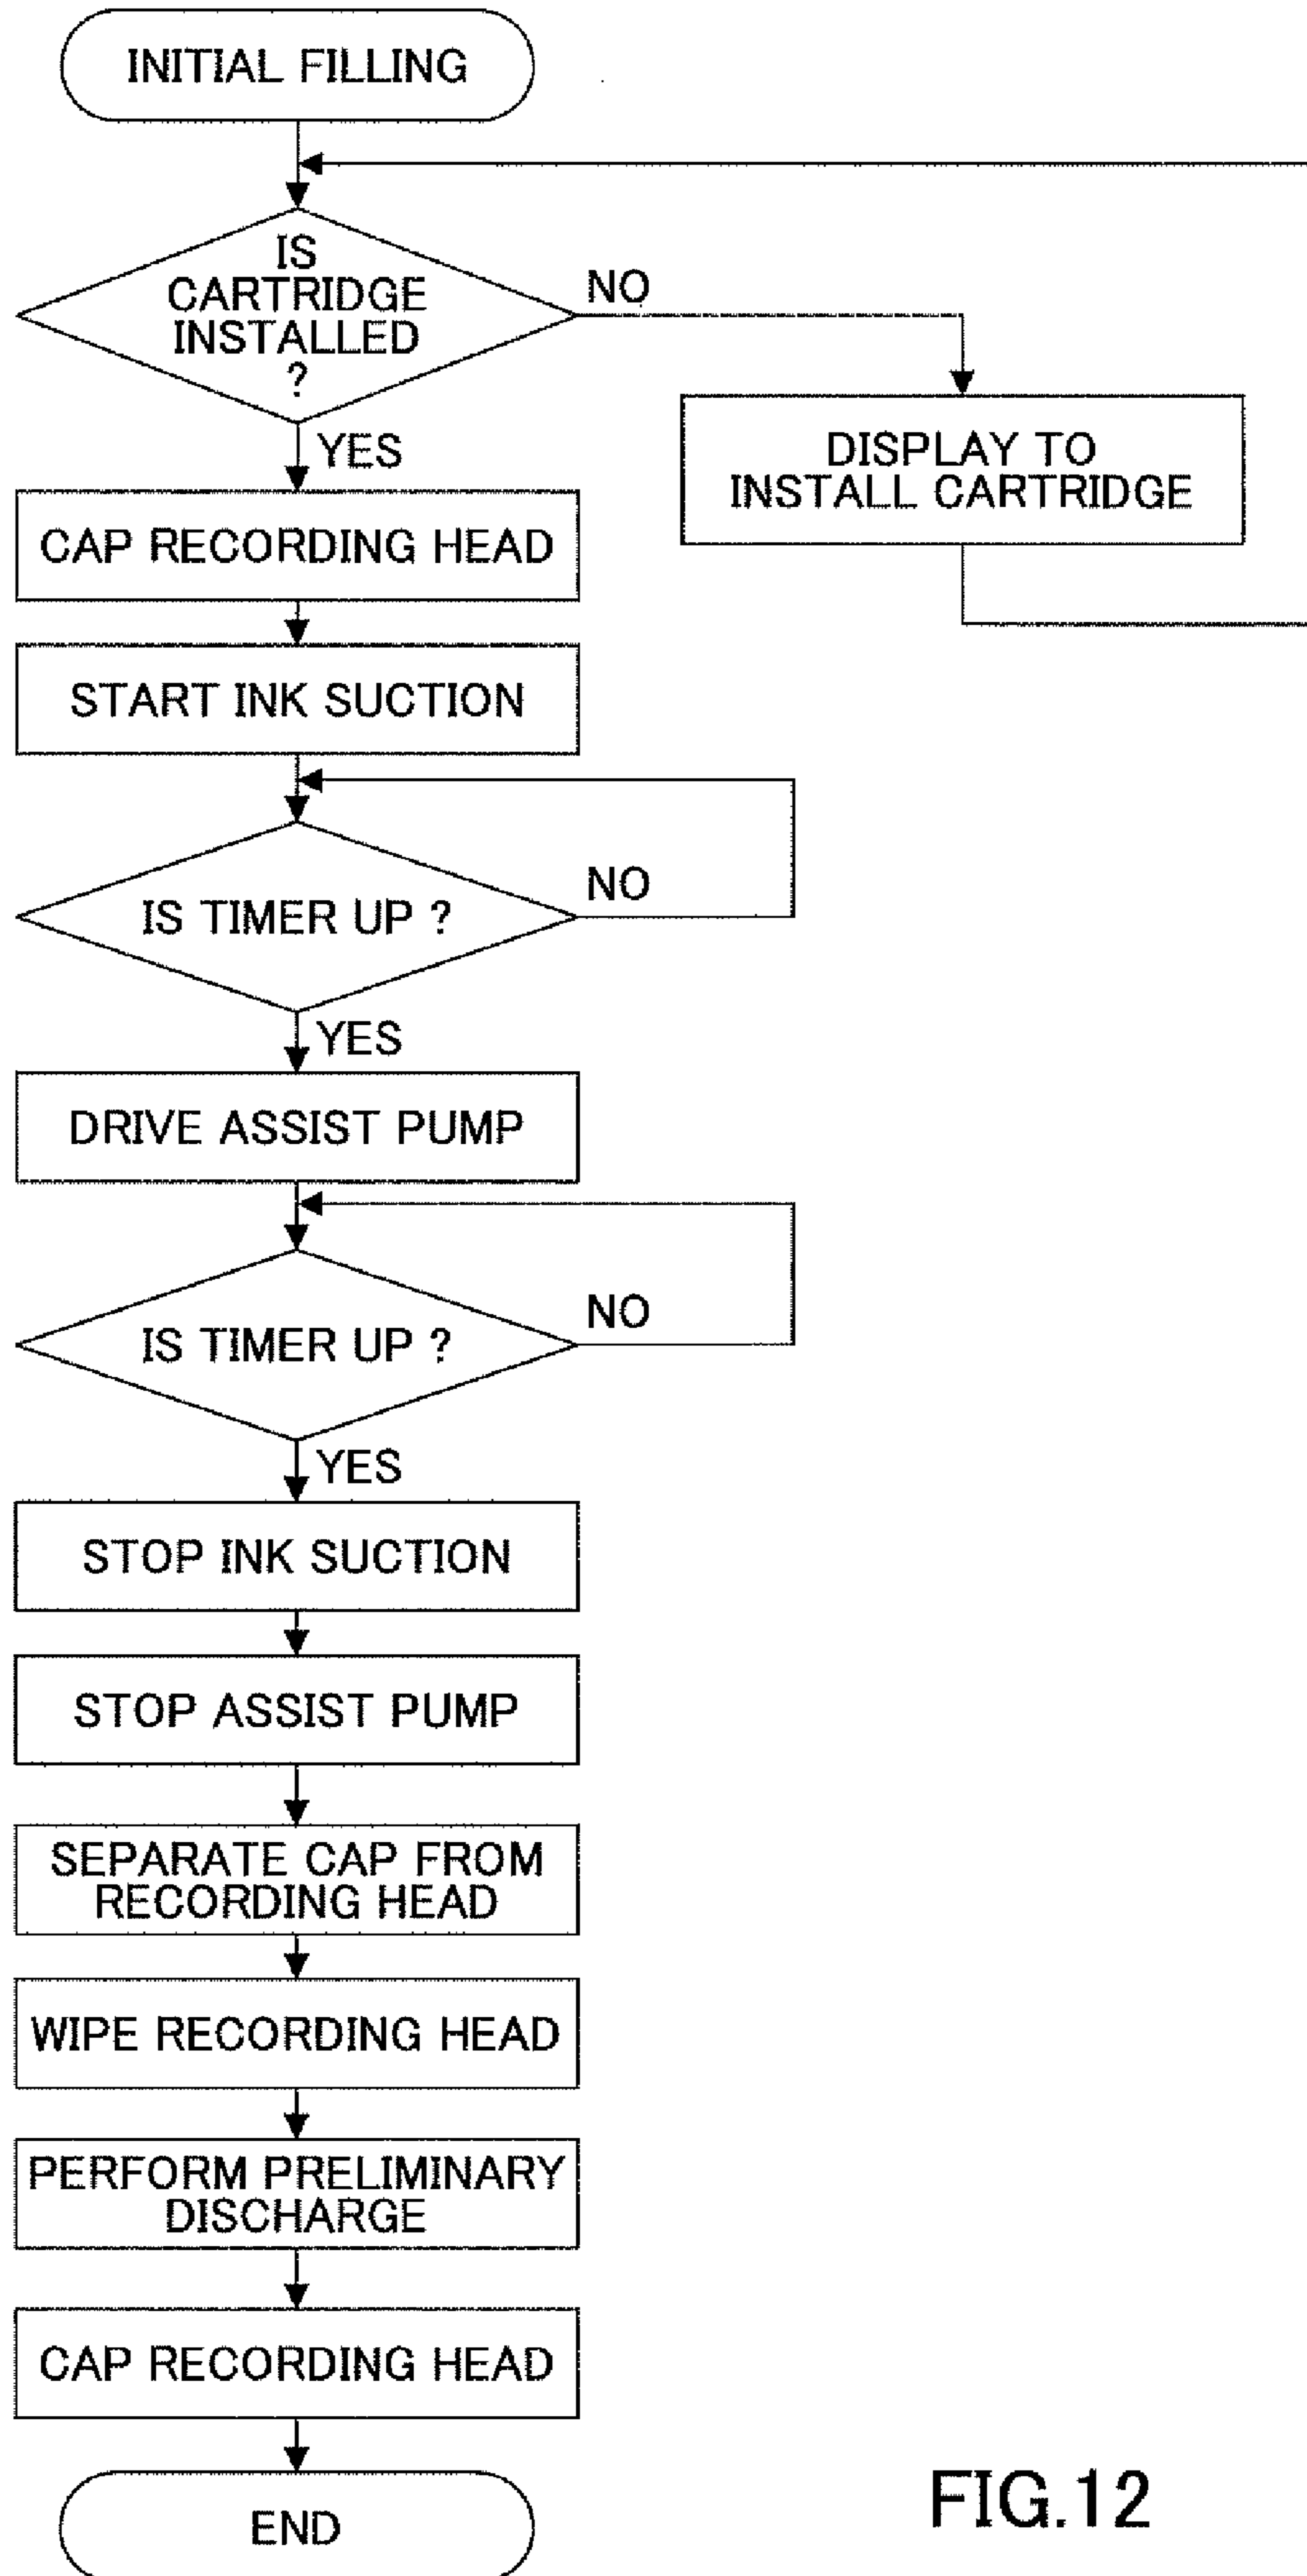 INITIAL FILLING
IS
CARTRIDGE
INSTALLED
?
NO
DISPLAY TO
INSTALL CARTRIDGE
YES
CAP RECORDING HEAD
START INK SUCTION
IS TIMER UP ?
NO
YES
DRIVE ASSIST PUMP
IS TIMER UP ?
NO
YES
STOP INK SUCTION
STOP ASSIST PUMP
SEPARATE CAP FROM
RECORDING HEAD
WIPE RECORDING HEAD
PERFORM PRELIMINARY
DISCHARGE
CAP RECORDING HEAD
END
FIG.12